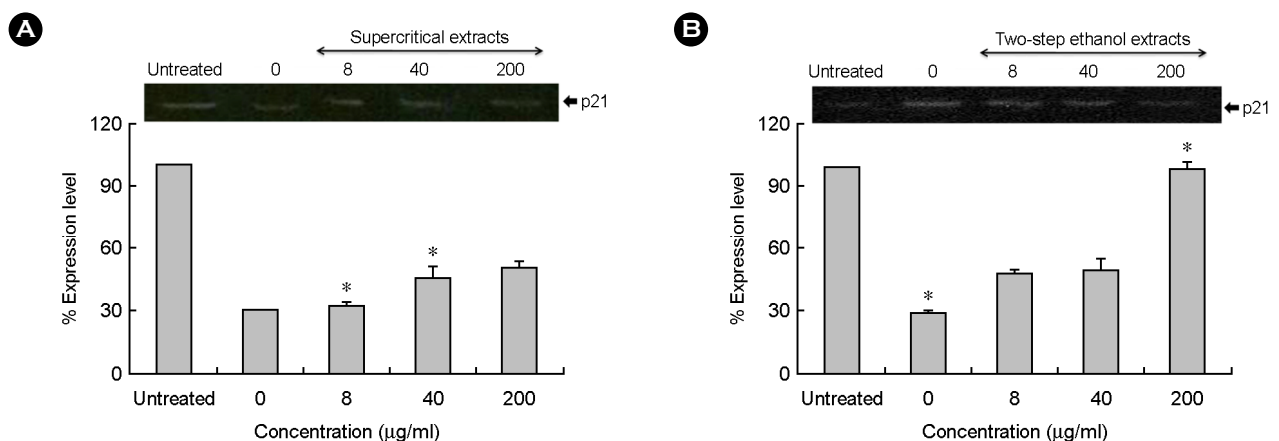 A
Supercritical extracts
Untreated 0 8 40 200
p21
120
90
60
30
0
% Expression level
*
*
Untreated 0 8 40 200
Concentration (μg/ml)
B
Two-step ethanol extracts
Untreated 0 8 40 200
p21
120
90
60
30
0
% Expression level
*
*
Untreated 0 8 40 200
Concentration (μg/ml)